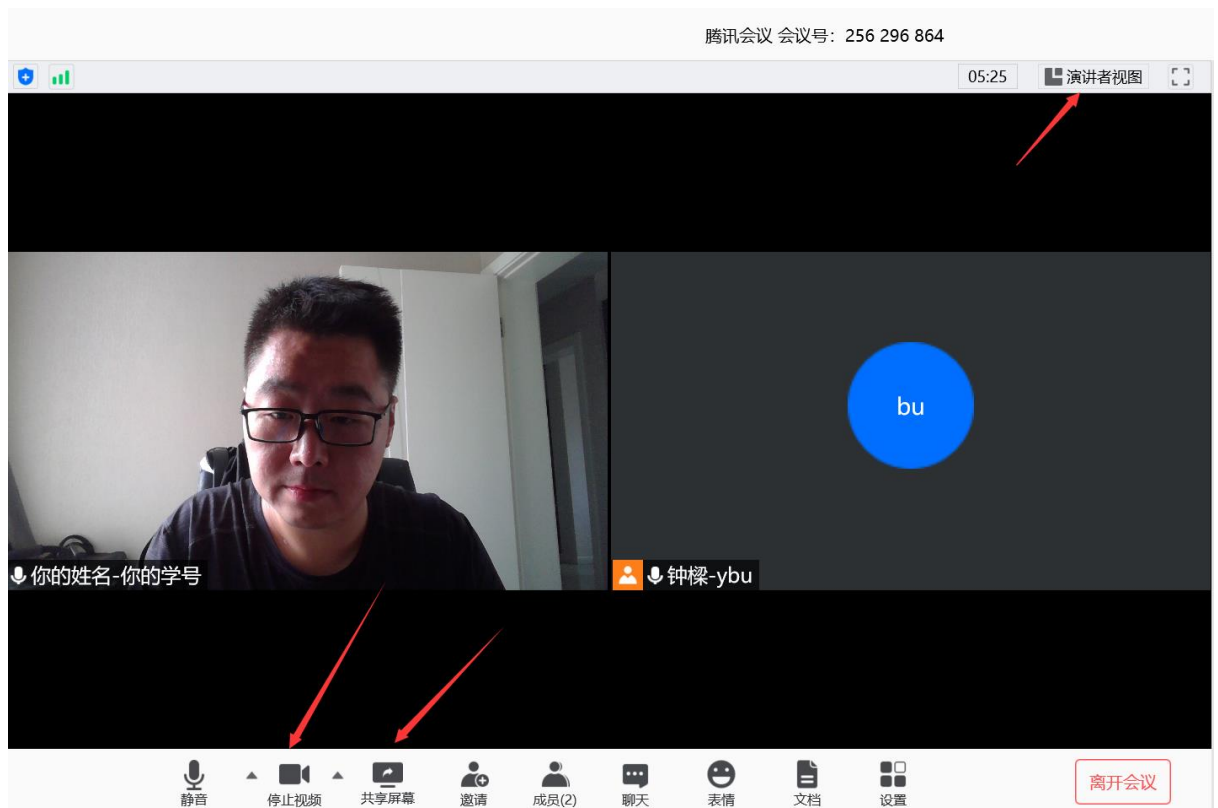 腾讯会议 会议号：256 296 864
05:25
演讲者视图
bu
你的姓名-你的学号
钟樑-ybu
静音
停止视频
共享屏幕
邀请
成员(2)
聊天
表情
文档
设置
离开会议